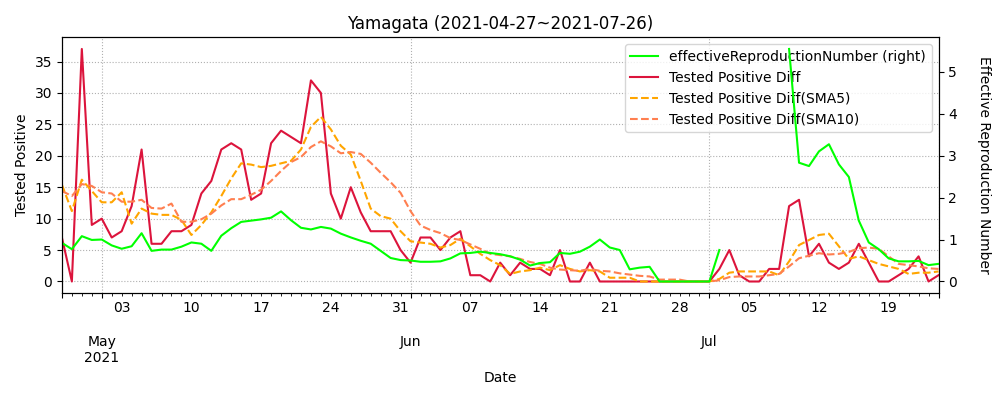 Yamagata (2021-04-27~2021-07-26)
effectiveReproductionNumber (right)
Tested Positive Diff
Tested Positive Diff(SMA5)
Tested Positive Diff(SMA10)
Tested Positive
35
30
25
20
15
10
5
0
5
4
3
2
1
0
Effective Reproduction Number
03 10 17 24 31 07 14 21 28 05 12 19
May Jun Jul
2021
Date